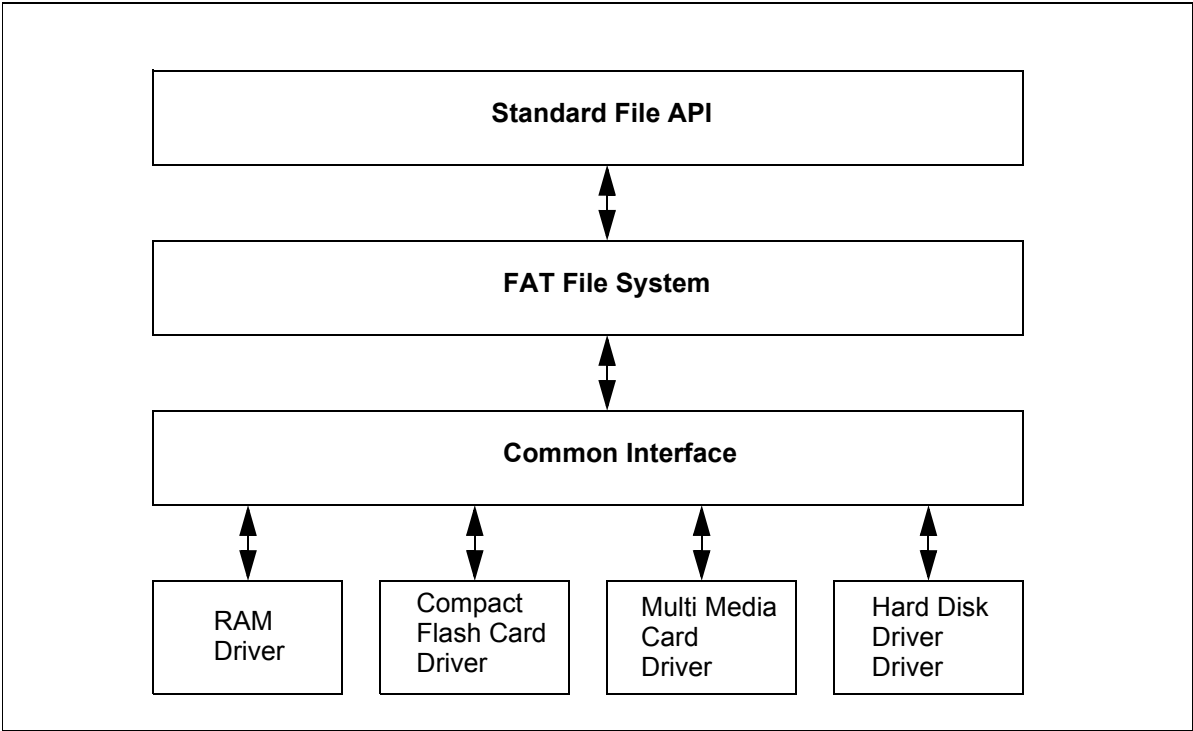 Standard File API
FAT File System
Common Interface
RAM
Driver
Compact
Flash Card
Driver
Multi Media
Card
Driver
Hard Disk
Driver
Driver